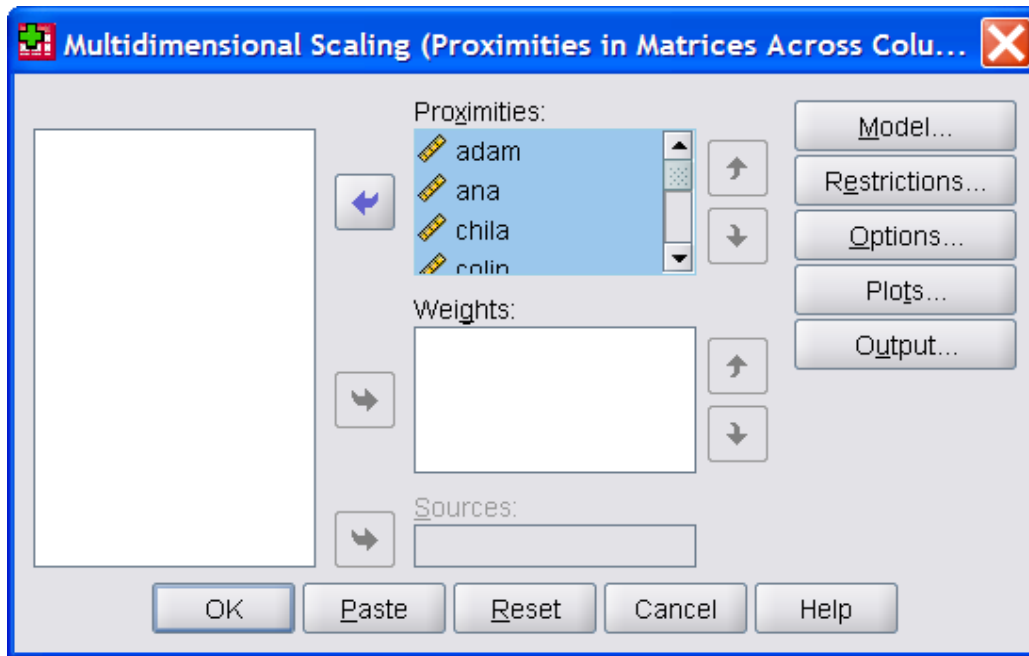 Multidimensional Scaling (Proximities in Matrices Across Colu...
Proximities:
adam
ana
chila
colin
Weights:
Sources:
Model...
Restrictions...
Options...
Plots...
Output...
OK
Paste
Reset
Cancel
Help